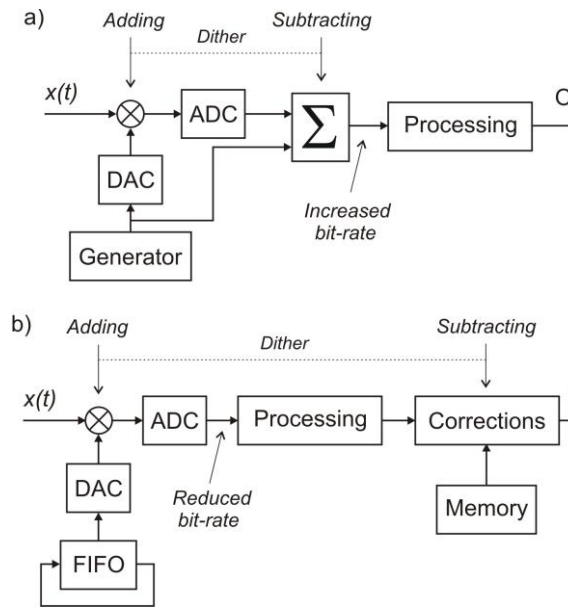 a)
Adding
Subtracting
Dither
x(t)
ADC
Σ
Processing
DAC
Increased
bit-rate
Generator
b)
Adding
Subtracting
Dither
x(t)
ADC
Processing
Corrections
DAC
Reduced
bit-rate
Memory
FIFO